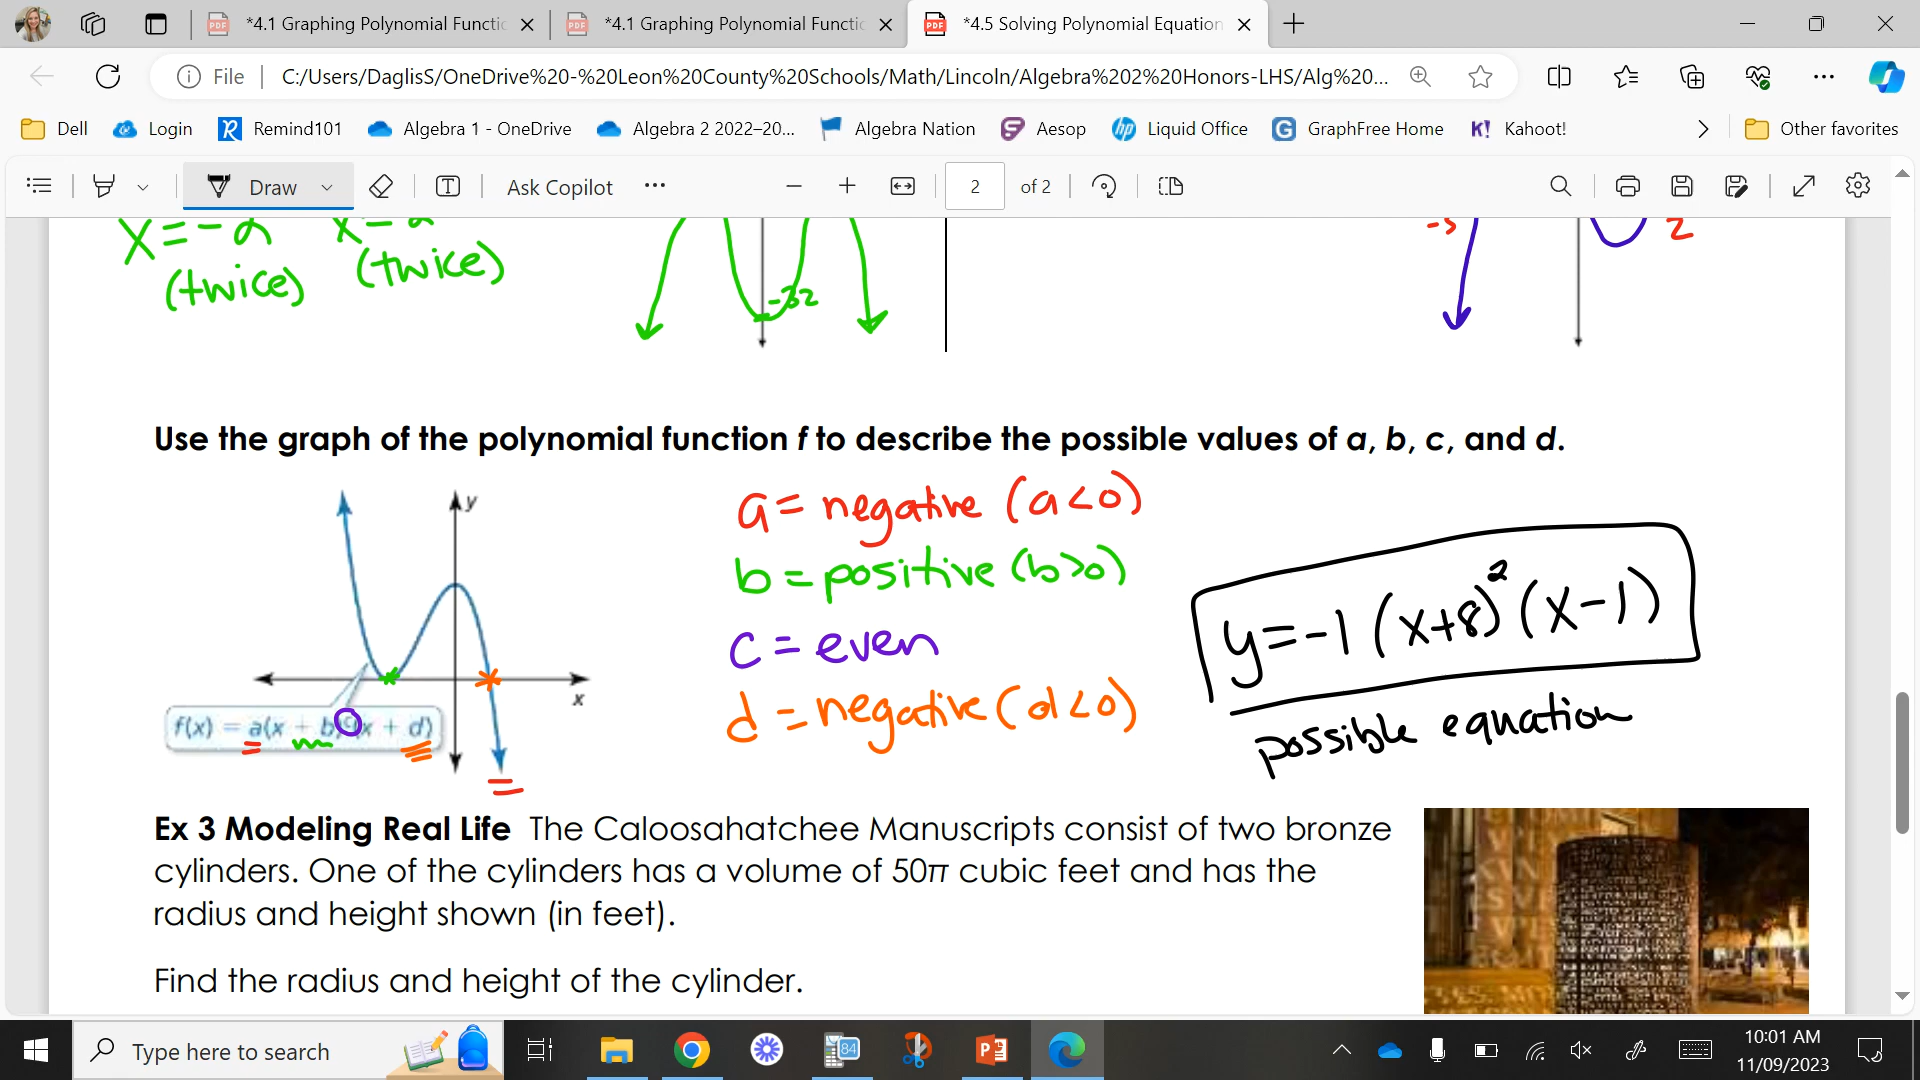 *4.1 Graphing Polynomial Functio
*4.1 Graphing Polynomial Functio
*4.5 Solving Polynomial Equation
File
C:/Users/DaglisS/OneDrive%20-%20Leon%20County%20Schools/Math/Lincoln/Algebra%202%20Honors-LHS/Alg%20...
Dell
Login
Remind101
Algebra 1 - OneDrive
Algebra 2 2022–20...
Algebra Nation
Aesop
Liquid Office
GraphFree Home
Kahoot!
Other favorites
Draw
Ask Copilot
2
of 2
x=-2
x=2
(twice)
(twice)
-32
-3
2
Use the graph of the polynomial function f to describe the possible values of a, b, c, and d.
y
x
f(x) = a(x + b)ᶜ(x + d)
a = negative (a<0)
b = positive (b>0)
c = even
d = negative (d<0)
y=-1(x+8)²(x-1)
possible equation
Ex 3 Modeling Real Life The Caloosahatchee Manuscripts consist of two bronze
cylinders. One of the cylinders has a volume of 50π cubic feet and has the
radius and height shown (in feet).
Find the radius and height of the cylinder.
Type here to search
84
10:01 AM
11/09/2023